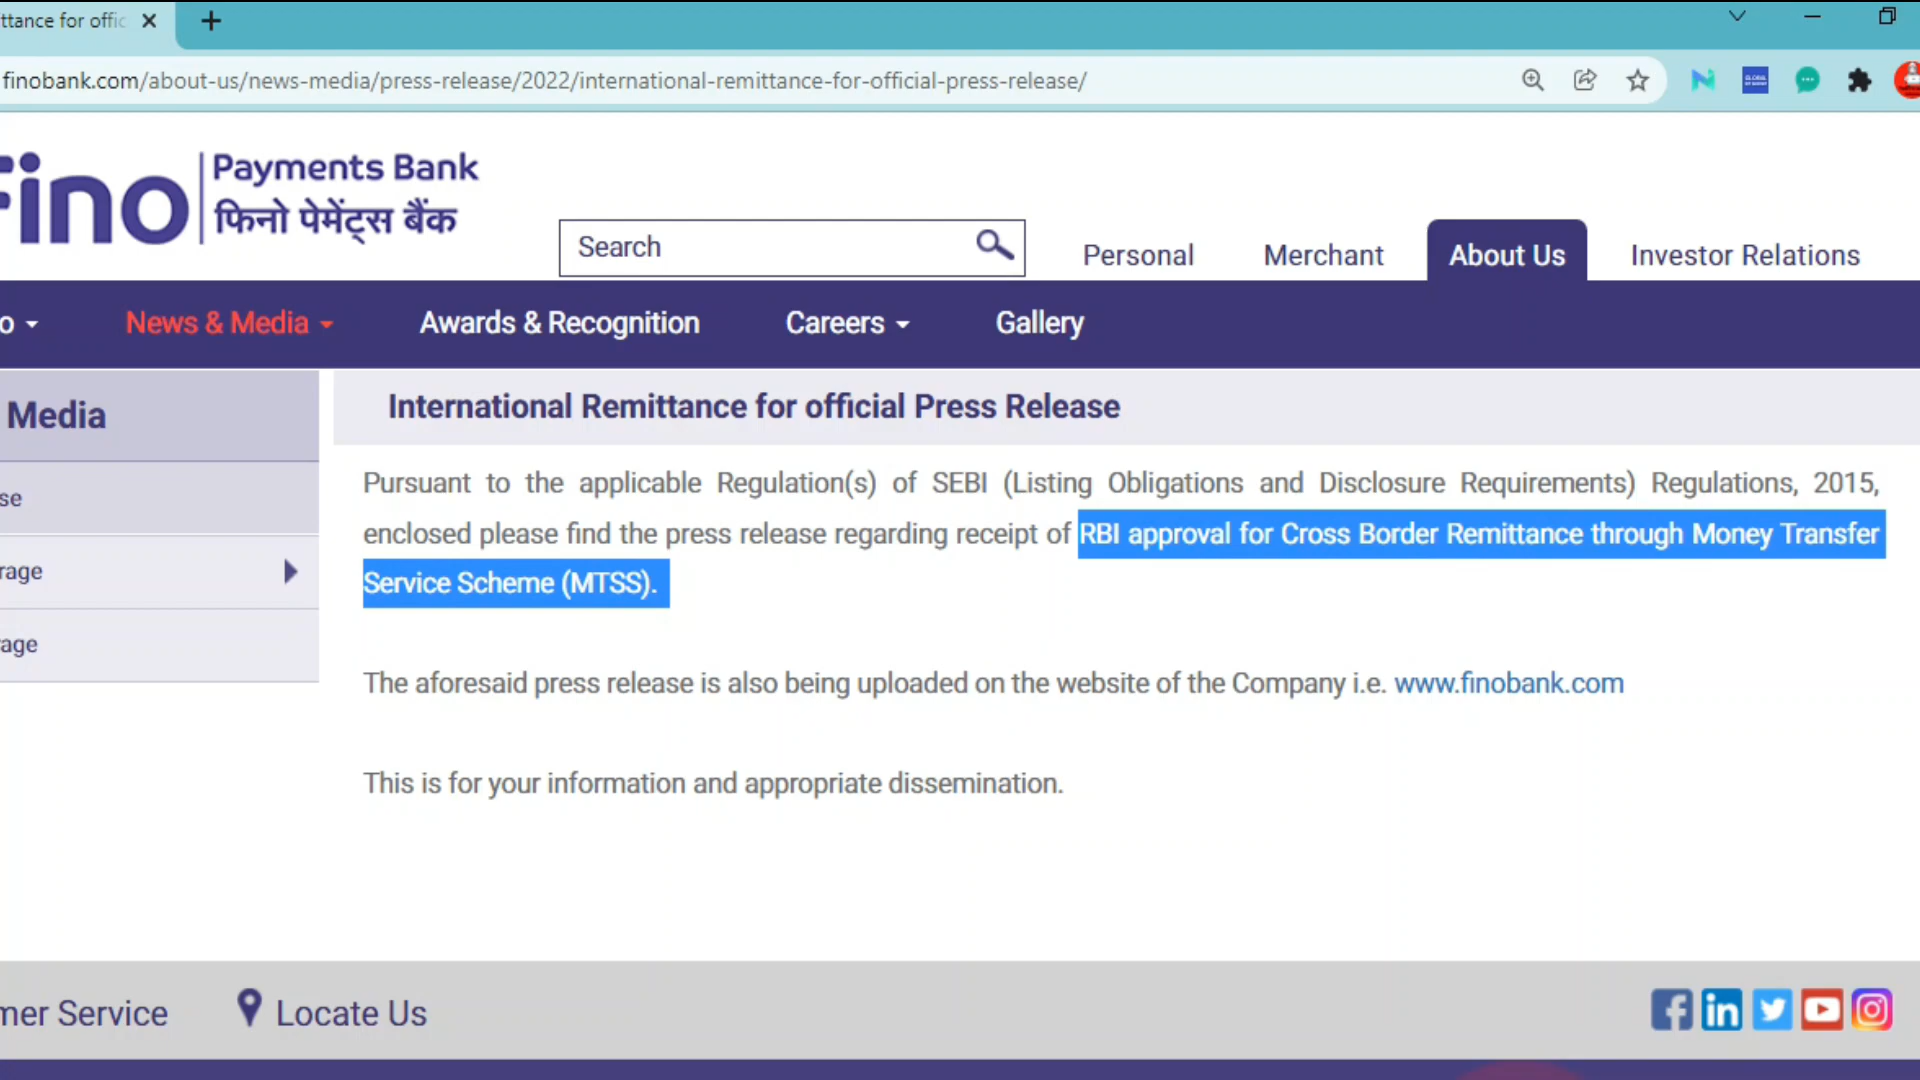 ttance for offic
finobank.com/about-us/news-media/press-release/2022/international-remittance-for-official-press-release/
fino Payments Bank
फिनो पेमेंट्स बैंक
Search
Personal Merchant About Us Investor Relations
o News & Media Awards & Recognition Careers Gallery
Media
International Remittance for official Press Release
se
rage
age
Pursuant to the applicable Regulation(s) of SEBI (Listing Obligations and Disclosure Requirements) Regulations, 2015,
enclosed please find the press release regarding receipt of RBI approval for Cross Border Remittance through Money Transfer
Service Scheme (MTSS).
The aforesaid press release is also being uploaded on the website of the Company i.e. www.finobank.com
This is for your information and appropriate dissemination.
mer Service Locate Us